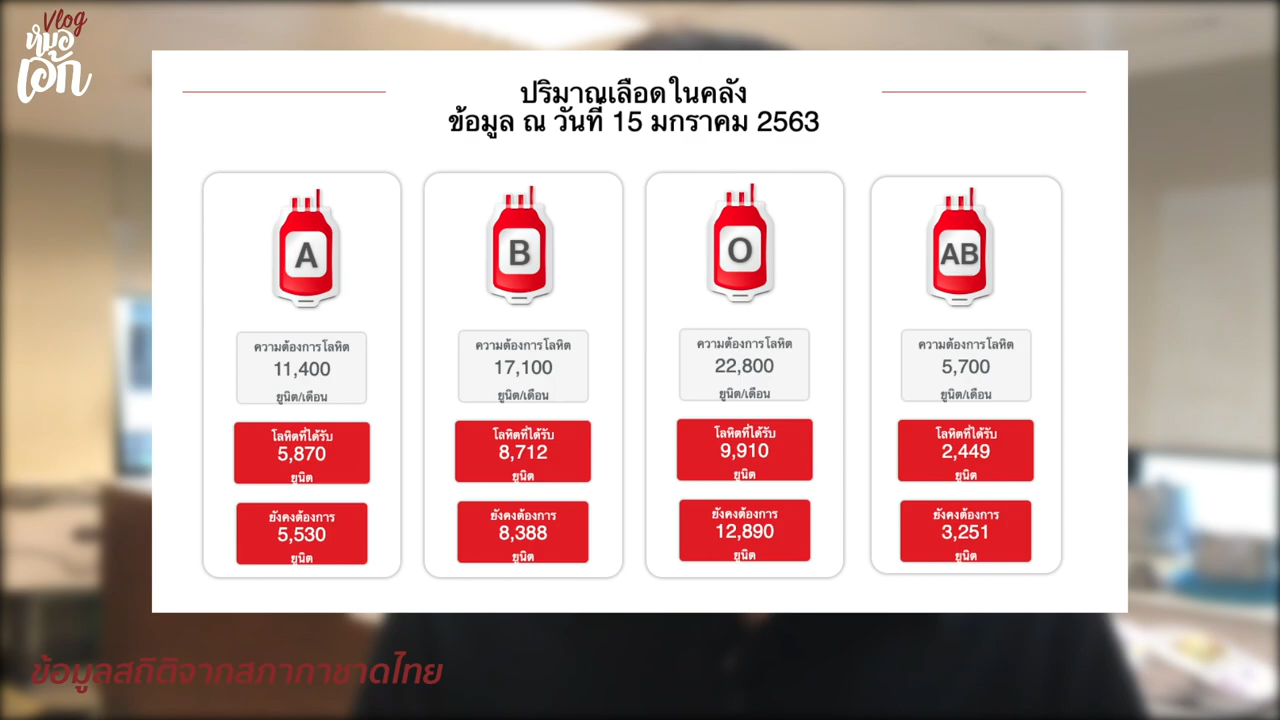 Vlog
หมอ
เอ้ก
ปริมาณเลือดในคลัง
ข้อมูล ณ วันที่ 15 มกราคม 2563
A
ความต้องการโลหิต
11,400
ยูนิต/เดือน
โลหิตที่ได้รับ
5,870
ยูนิต
ยังคงต้องการ
5,530
ยูนิต
B
ความต้องการโลหิต
17,100
ยูนิต/เดือน
โลหิตที่ได้รับ
8,712
ยูนิต
ยังคงต้องการ
8,388
ยูนิต
O
ความต้องการโลหิต
22,800
ยูนิต/เดือน
โลหิตที่ได้รับ
9,910
ยูนิต
ยังคงต้องการ
12,890
ยูนิต
AB
ความต้องการโลหิต
5,700
ยูนิต/เดือน
โลหิตที่ได้รับ
2,449
ยูนิต
ยังคงต้องการ
3,251
ยูนิต
ข้อมูลสถิติจากสภากาชาดไทย